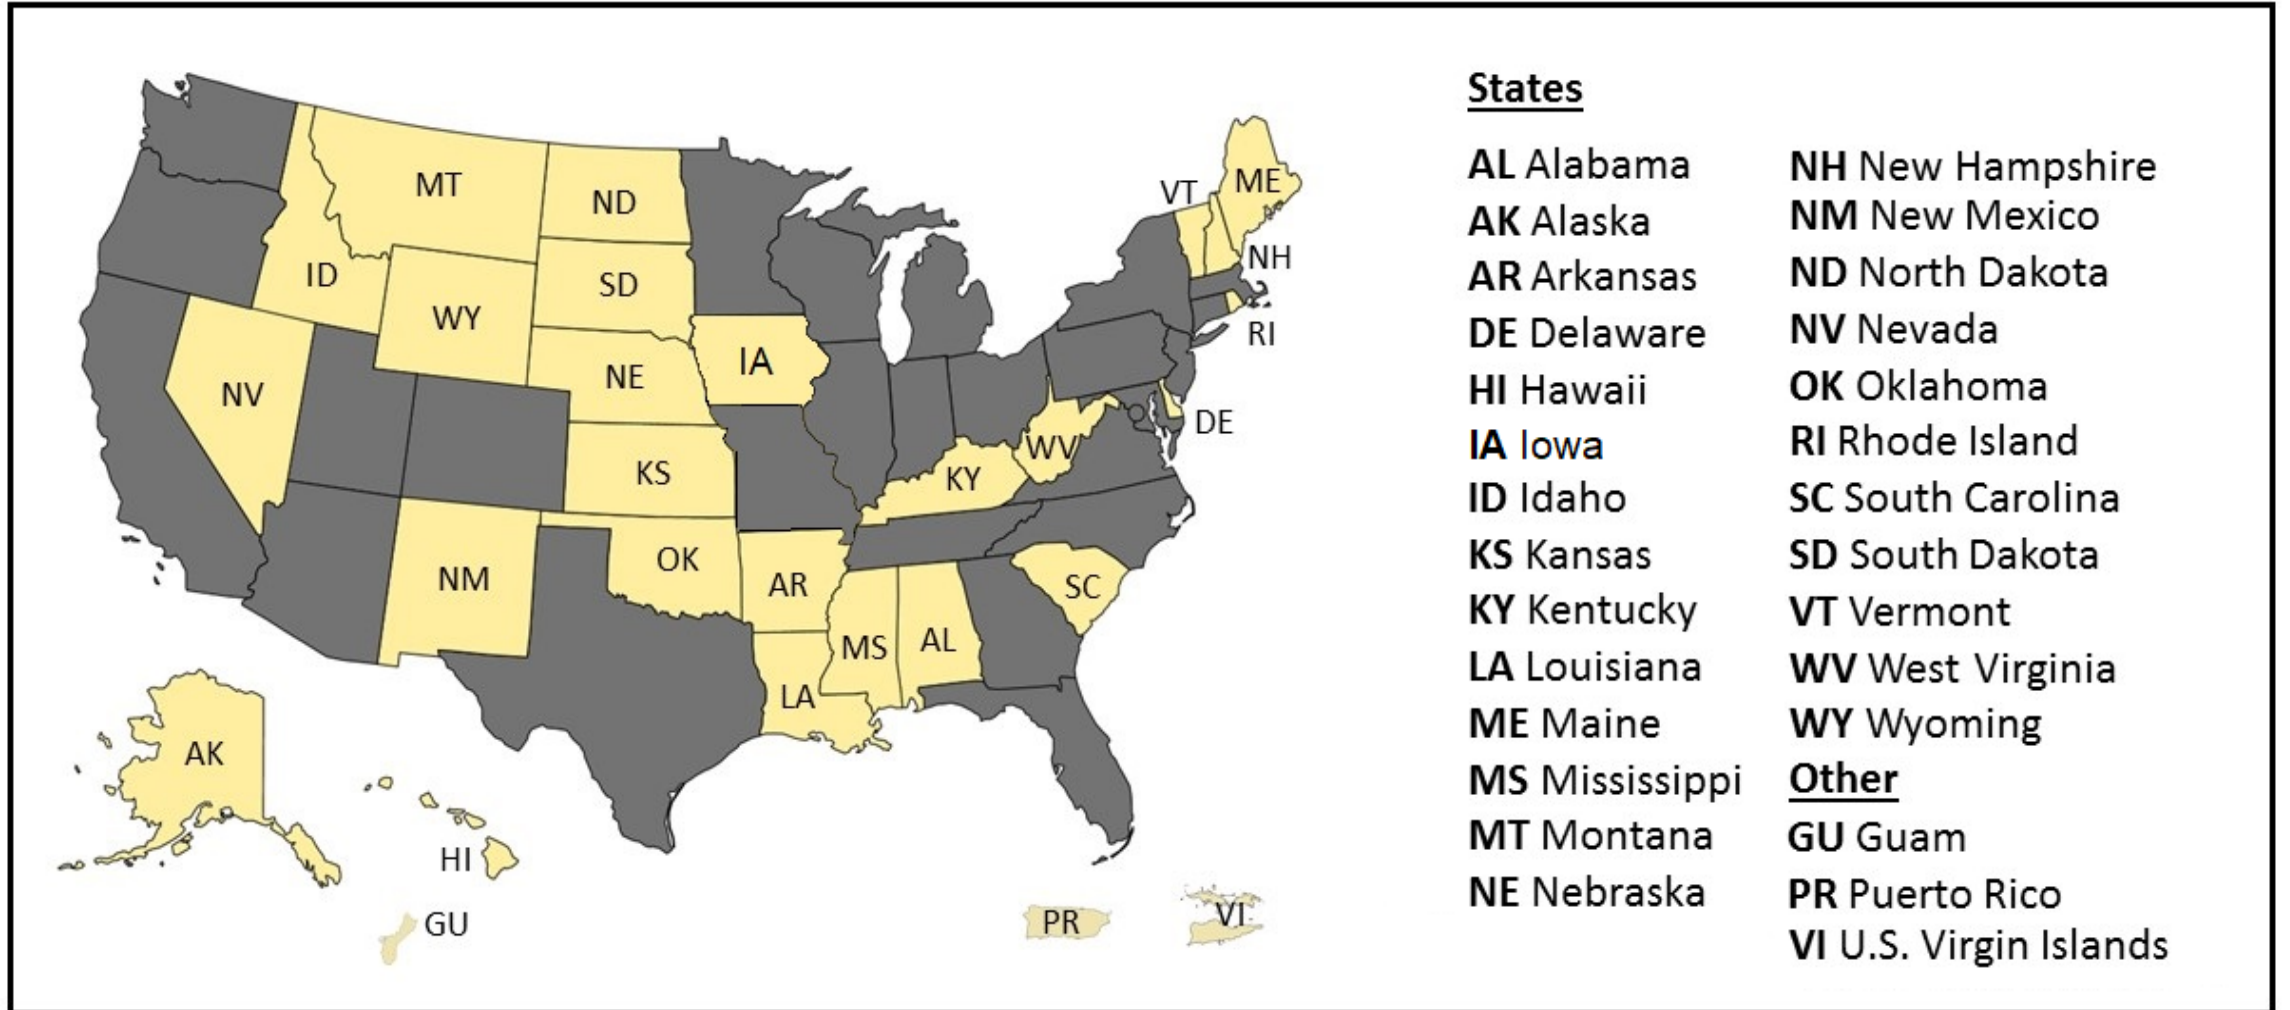 MT
ND
VT
ME
ID
SD
NH
WY
RI
NE
IA
NV
DE
KS
KY
WV
NM
OK
AR
SC
MS
AL
LA
AK
HI
GU
PR
VI
States
AL Alabama
AK Alaska
AR Arkansas
DE Delaware
HI Hawaii
IA Iowa
ID Idaho
KS Kansas
KY Kentucky
LA Louisiana
ME Maine
MS Mississippi
MT Montana
NE Nebraska
NH New Hampshire
NM New Mexico
ND North Dakota
NV Nevada
OK Oklahoma
RI Rhode Island
SC South Carolina
SD South Dakota
VT Vermont
WV West Virginia
WY Wyoming
Other
GU Guam
PR Puerto Rico
VI U.S. Virgin Islands